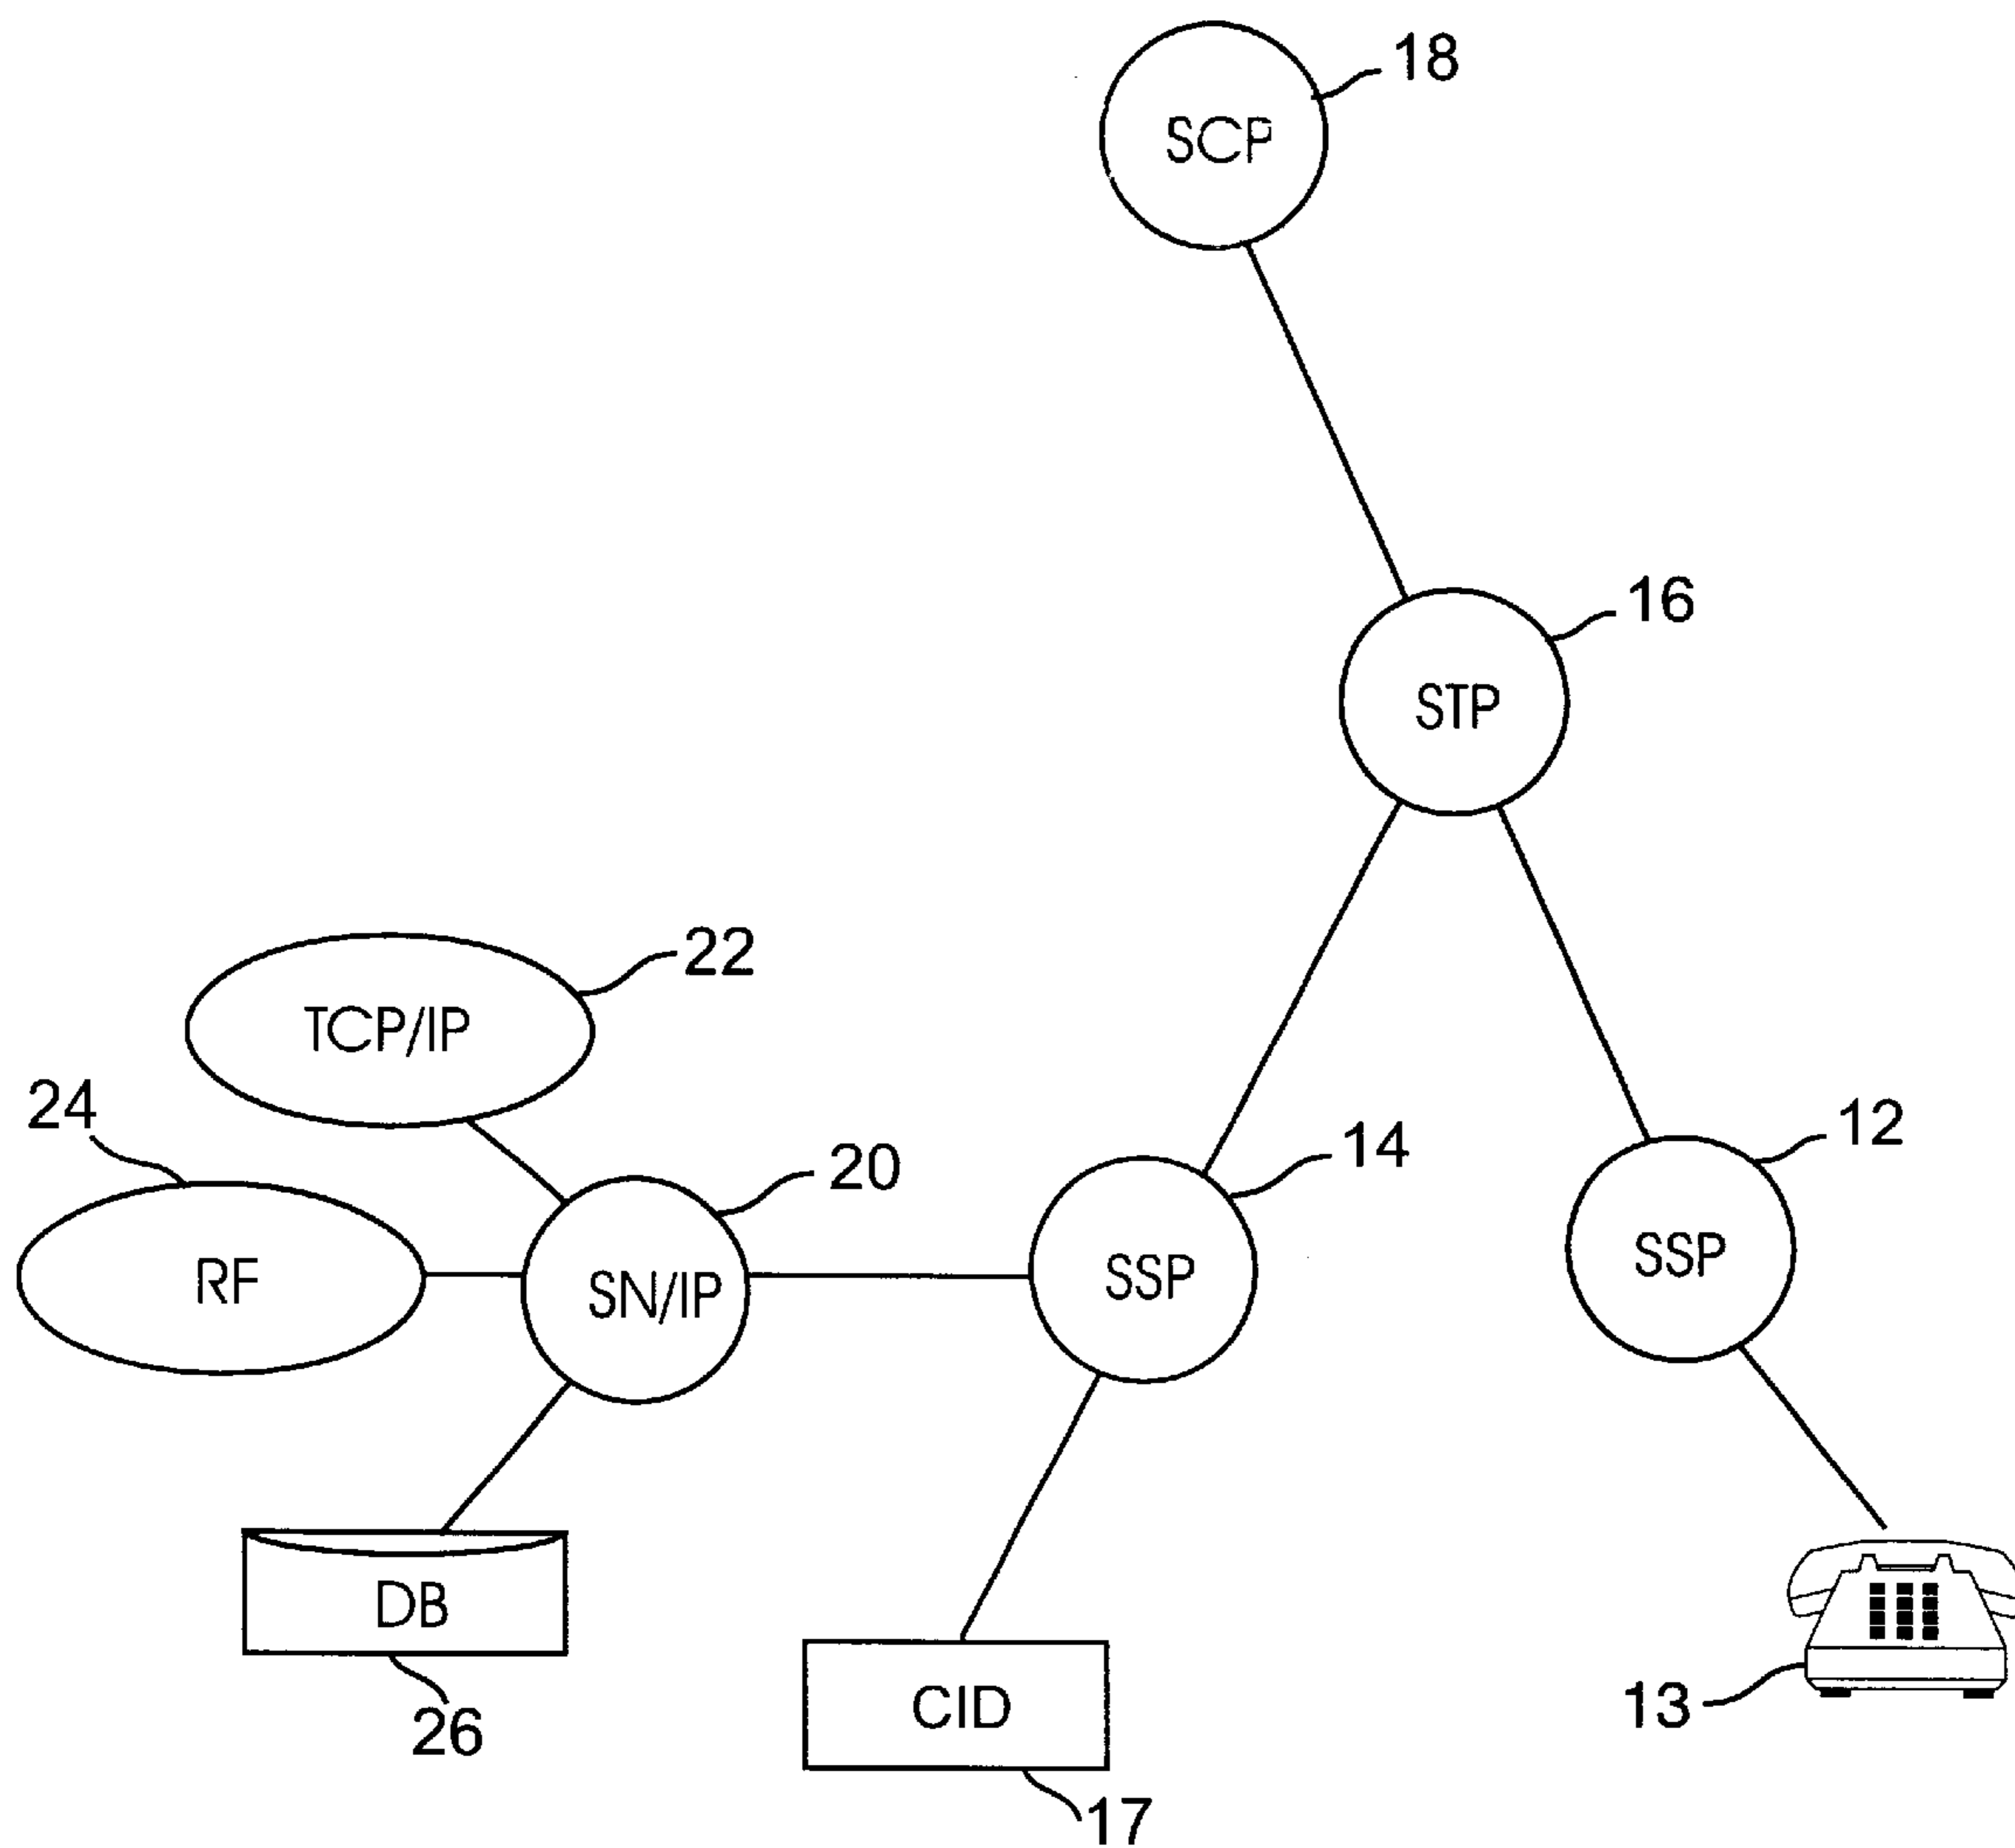 18
SCP
16
STP
22
TCP/IP
24
RF
20
SN/IP
14
SSP
12
SSP
DB
26
CID
17
13